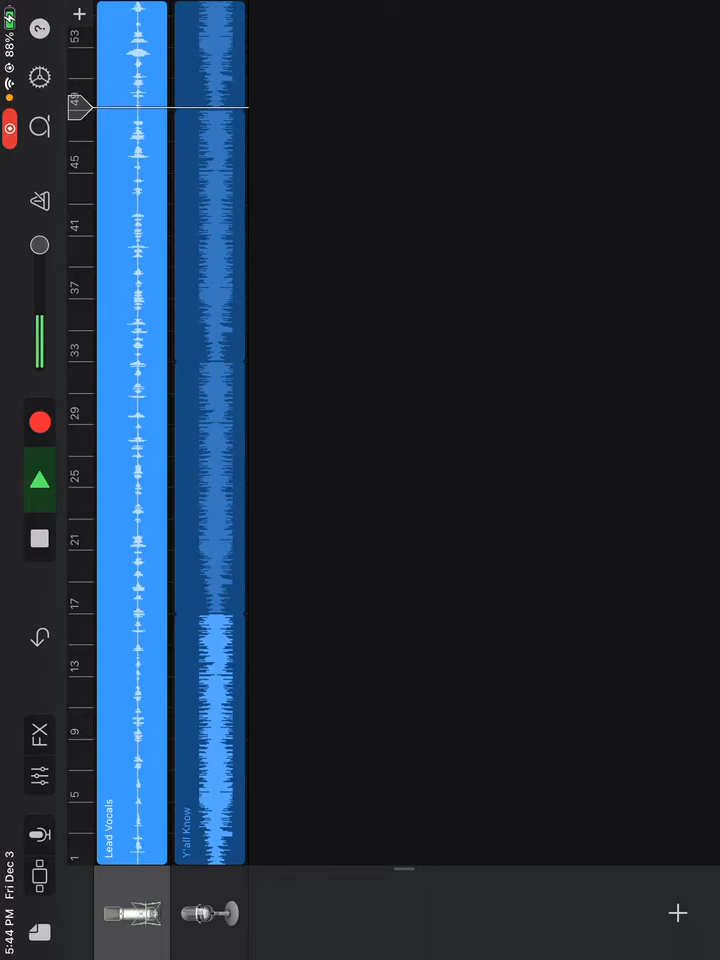 5:44 PM Fri Dec 3
88%
FX
?
1 5 9 13 17 21 25 29 33 37 41 45 49 53
Lead Vocals
Y'all Know